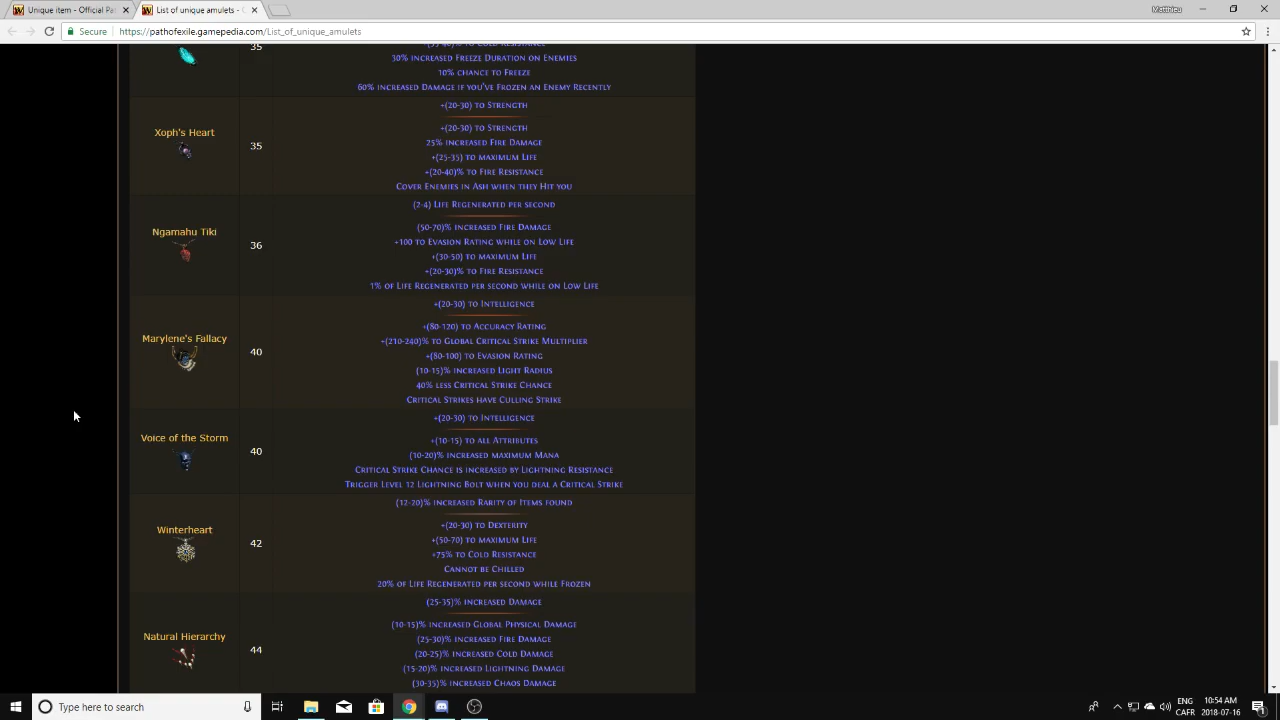 Unique item - Official Pat
List of unique amulets - O
Matthieu
Secure
https://pathofexile.gamepedia.com/List_of_unique_amulets
35
30% increased Freeze Duration on Enemies
10% chance to Freeze
60% increased Damage if you've Frozen an Enemy Recently
Xoph's Heart
35
+(20-30) to Strength
+(20-30) to Strength
25% increased Fire Damage
+(25-35) to maximum Life
+(20-40)% to Fire Resistance
Cover Enemies in Ash when they Hit you
Ngamahu Tiki
36
(2-4) Life Regenerated per second
(50-70)% increased Fire Damage
+100 to Evasion Rating while on Low Life
+(30-50) to maximum Life
+(20-30)% to Fire Resistance
1% of Life Regenerated per second while on Low Life
Marylene's Fallacy
40
+(20-30) to Intelligence
+(80-120) to Accuracy Rating
+(210-240)% to Global Critical Strike Multiplier
+(80-100) to Evasion Rating
(10-15)% increased Light Radius
40% less Critical Strike Chance
Critical Strikes have Culling Strike
Voice of the Storm
40
+(20-30) to Intelligence
+(10-15) to all Attributes
(10-20)% increased maximum Mana
Critical Strike Chance is increased by Lightning Resistance
Trigger Level 12 Lightning Bolt when you deal a Critical Strike
Winterheart
42
(12-20)% increased Rarity of Items found
+(20-30) to Dexterity
+(50-70) to maximum Life
+75% to Cold Resistance
Cannot be Chilled
20% of Life Regenerated per second while Frozen
Natural Hierarchy
44
(25-35)% increased Damage
(10-15)% increased Global Physical Damage
(25-30)% increased Fire Damage
(20-25)% increased Cold Damage
(15-20)% increased Lightning Damage
(30-35)% increased Chaos Damage
Type here to search
ENG
CAFR
10:54 AM
2018-07-16